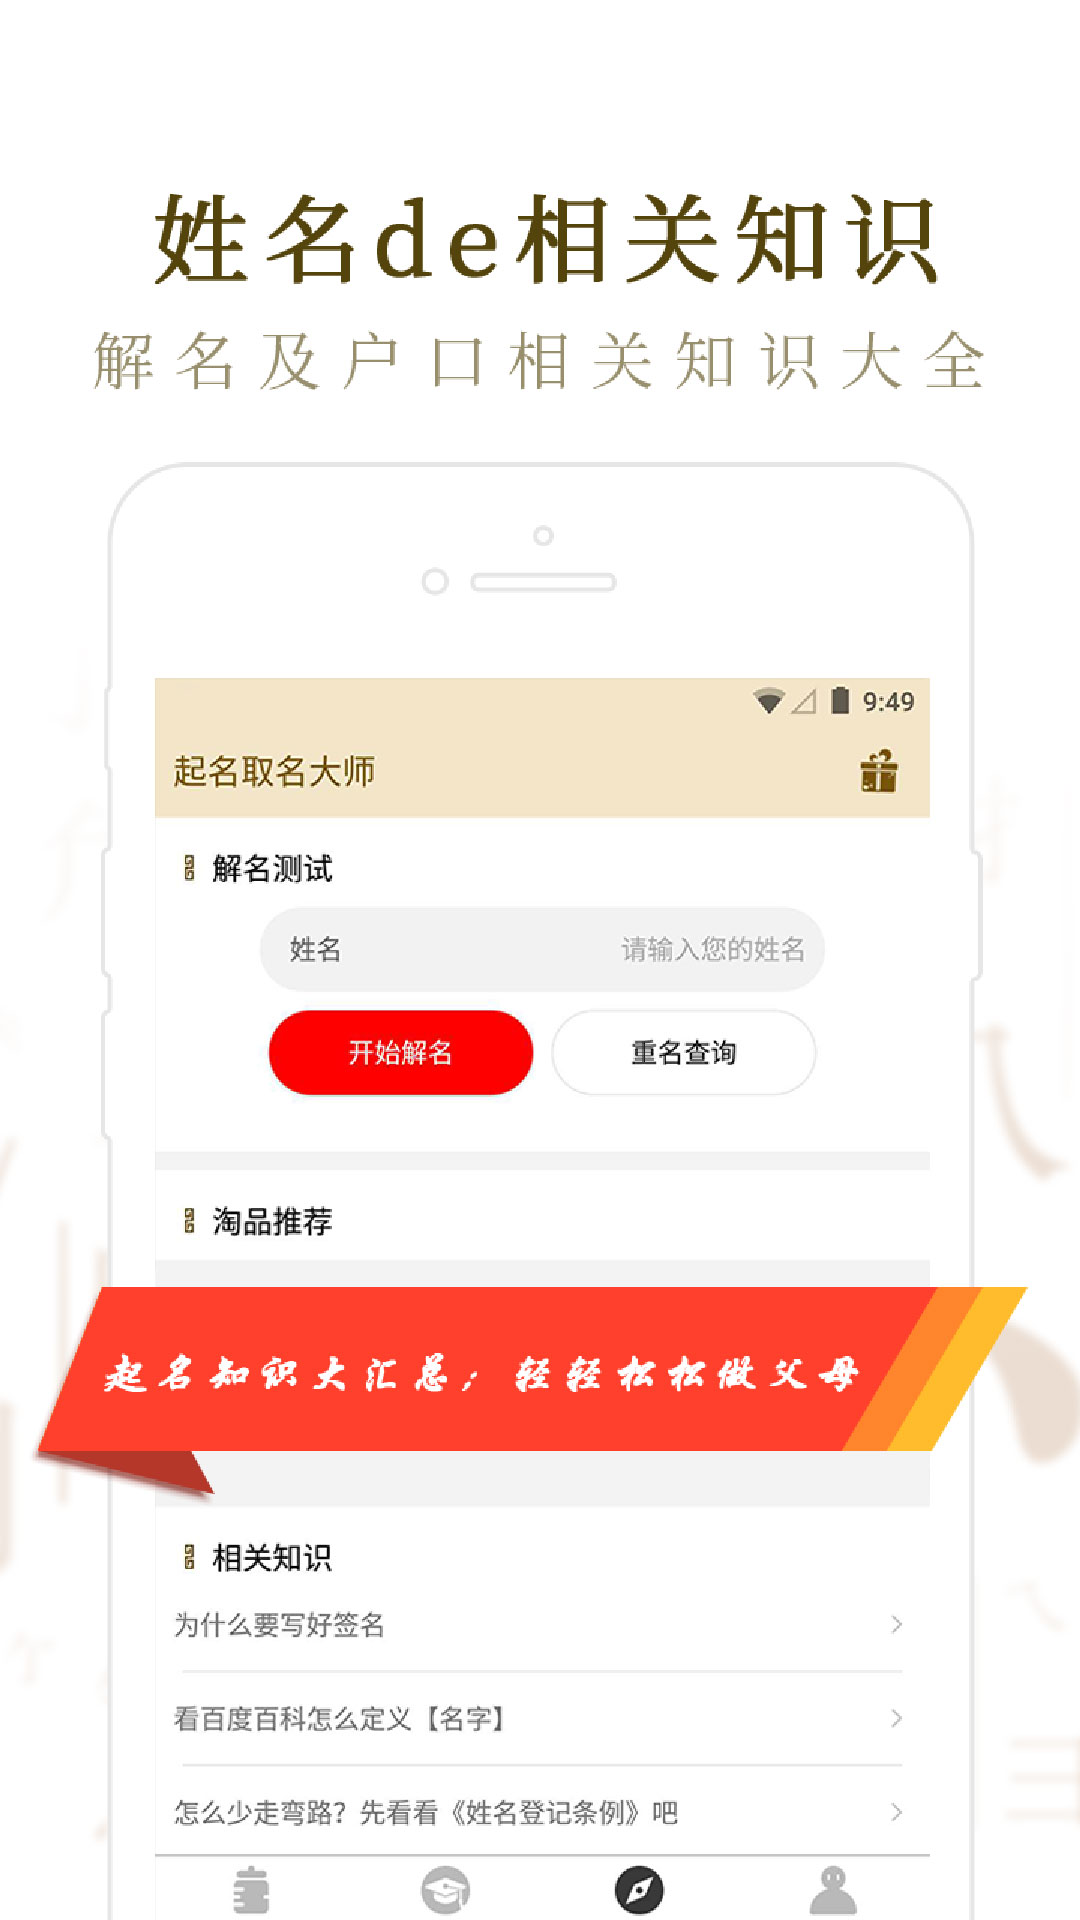 姓名de相关知识
解名及户口相关知识大全
9:49
起名取名大师
解名测试
姓名 请输入您的姓名
开始解名 重名查询
淘品推荐
起名知识大汇总；轻轻松松做父母
相关知识
为什么要写好签名
看百度百科怎么定义【名字】
怎么少走弯路？先看看《姓名登记条例》吧